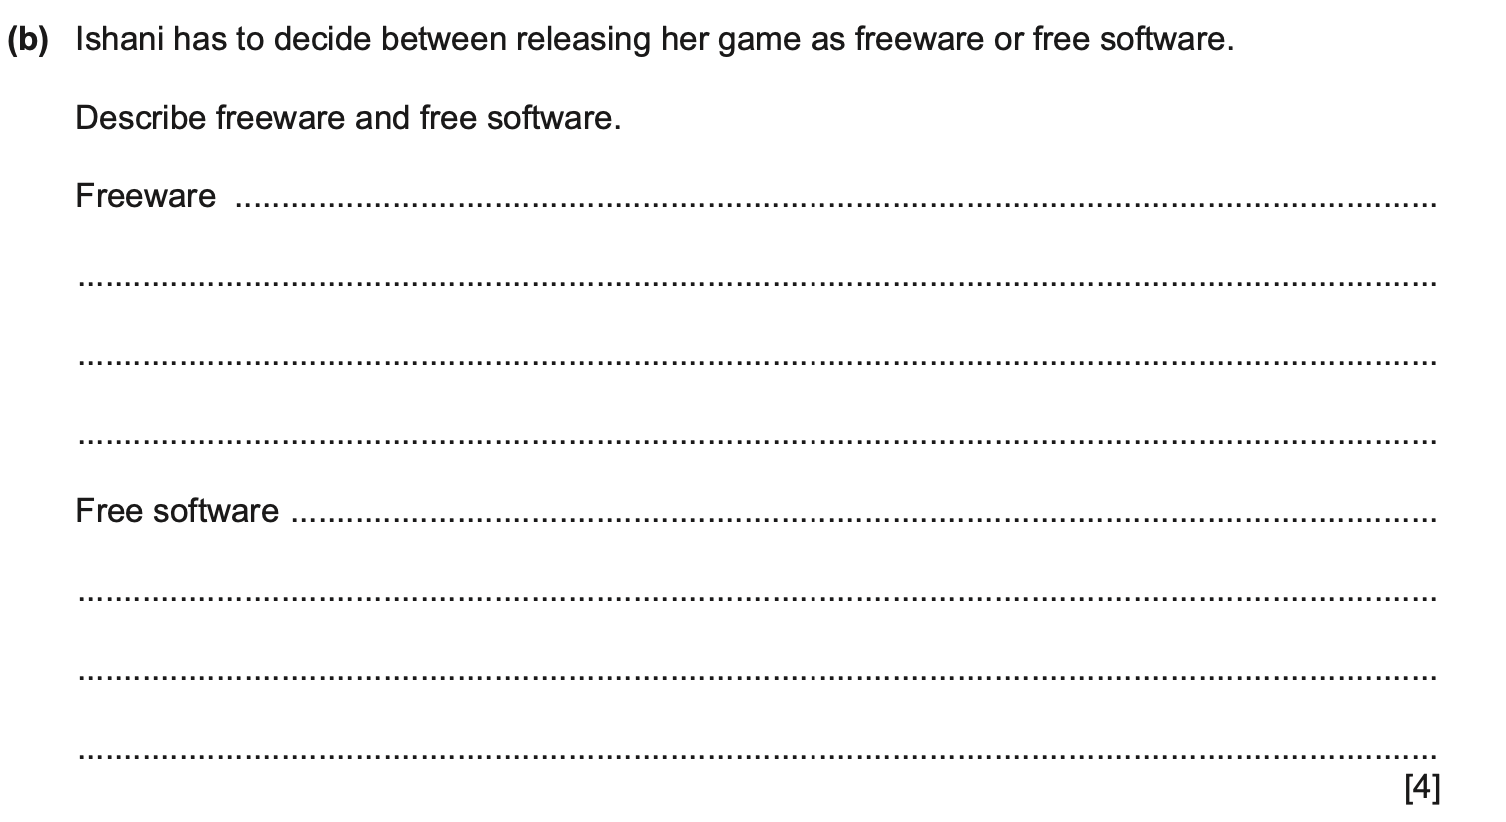 (b) Ishani has to decide between releasing her game as freeware or free software.
Describe freeware and free software.
Freeware ........................................................................................................................
........................................................................................................................................
........................................................................................................................................
........................................................................................................................................
Free software ..................................................................................................................
........................................................................................................................................
........................................................................................................................................
........................................................................................................................................
[4]